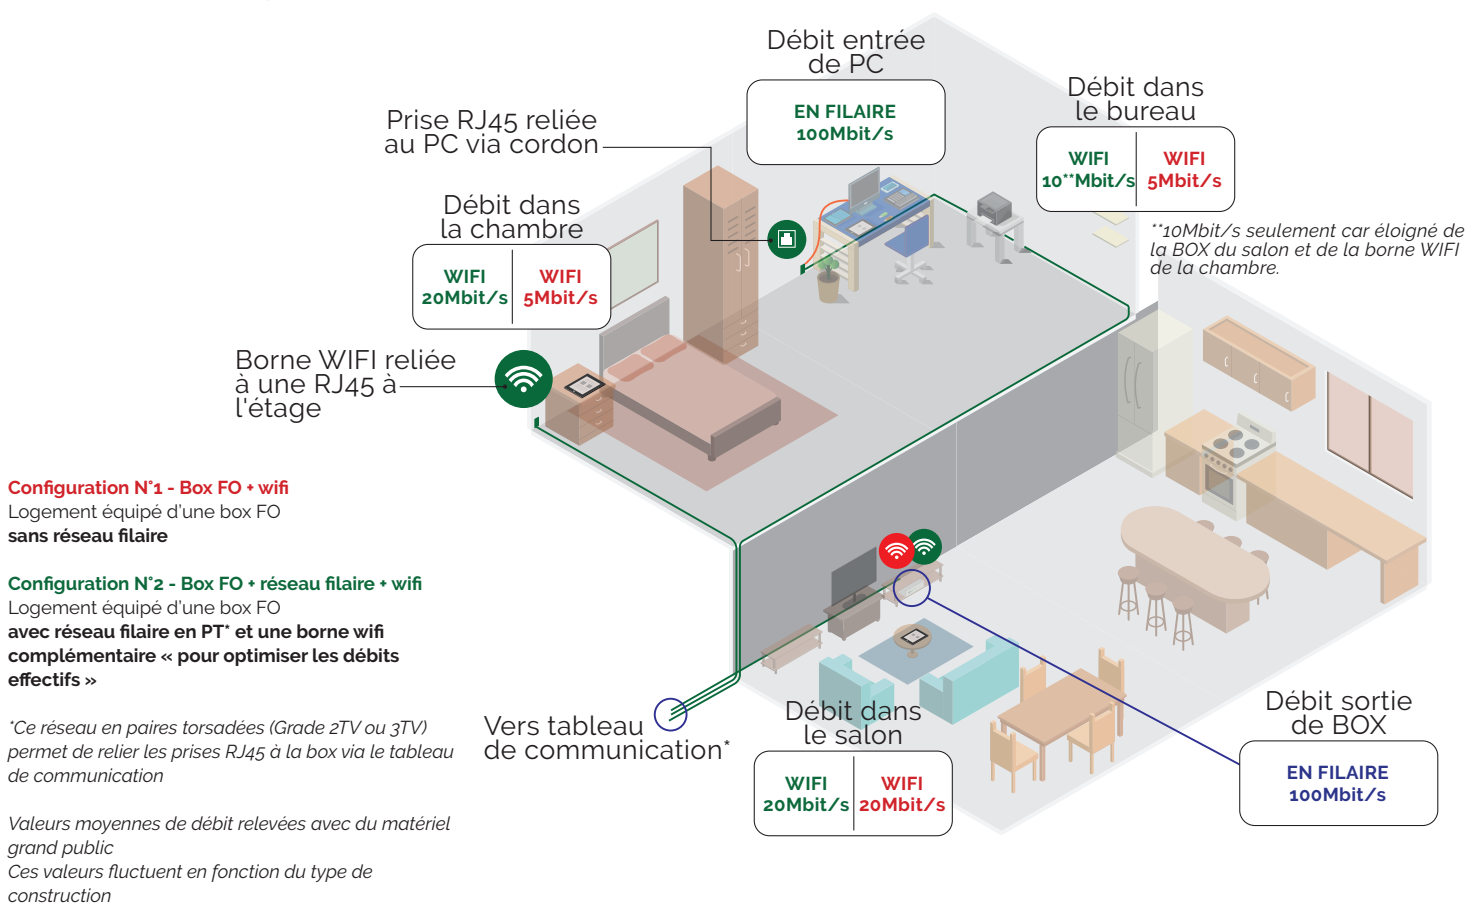 Débit entrée
de PC
EN FILAIRE
100Mbit/s
Débit dans
le bureau
WIFI
10**Mbit/s
WIFI
5Mbit/s
**10Mbit/s seulement car éloigné de
la BOX du salon et de la borne WIFI
de la chambre.
Prise RJ45 reliée
au PC via cordon
Débit dans
la chambre
WIFI
20Mbit/s
WIFI
5Mbit/s
Borne WIFI reliée
à une RJ45 à
l'étage
Configuration N°1 - Box FO + wifi
Logement équipé d'une box FO
sans réseau filaire
Configuration N°2 - Box FO + réseau filaire + wifi
Logement équipé d'une box FO
avec réseau filaire en PT* et une borne wifi
complémentaire « pour optimiser les débits
effectifs »
*Ce réseau en paires torsadées (Grade 2TV ou 3TV)
permet de relier les prises RJ45 à la box via le tableau
de communication
Valeurs moyennes de débit relevées avec du matériel
grand public
Ces valeurs fluctuent en fonction du type de
construction
Vers tableau
de communication*
Débit dans
le salon
WIFI
20Mbit/s
WIFI
20Mbit/s
Débit sortie
de BOX
EN FILAIRE
100Mbit/s